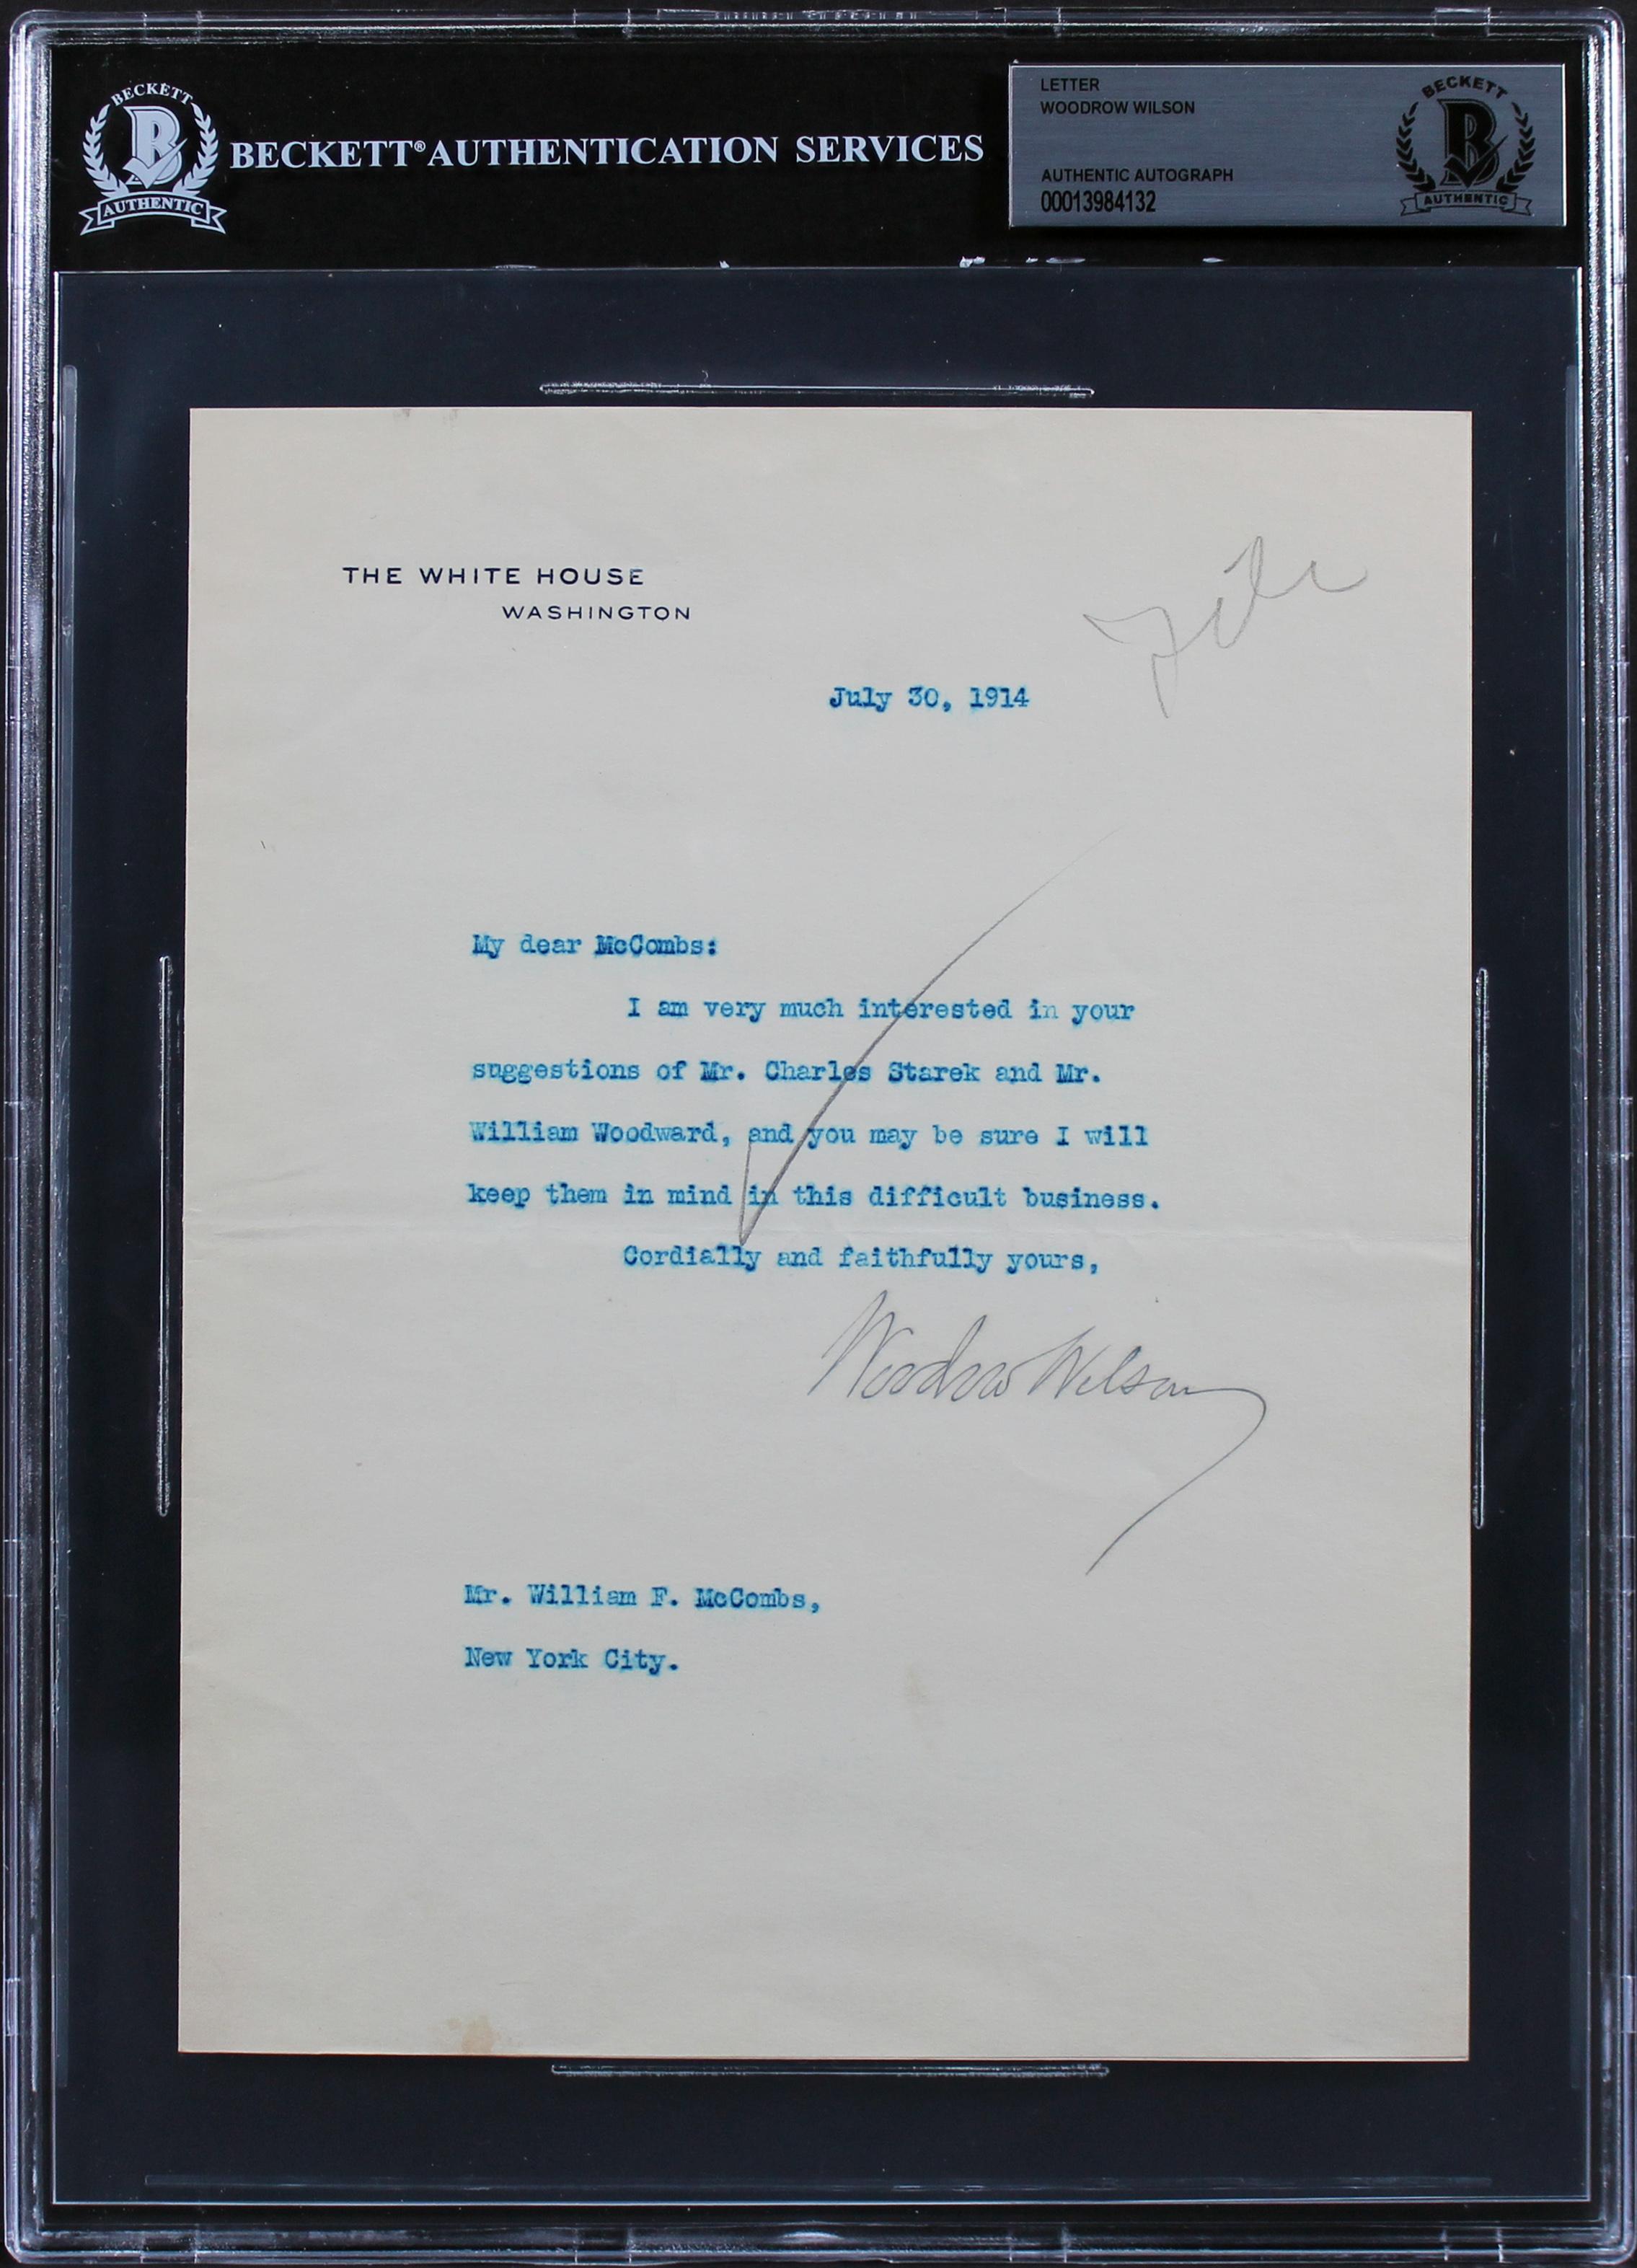 BECKETT
B
AUTHENTIC
BECKETT® AUTHENTICATION SERVICES
LETTER
WOODROW WILSON
AUTHENTIC AUTOGRAPH
00013984132
BECKETT
B
AUTHENTIC
THE WHITE HOUSE
WASHINGTON
File
July 30, 1914
My dear McCombs:
I am very much interested in your
suggestions of Mr. Charles Starek and Mr.
William Woodward, and you may be sure I will
keep them in mind in this difficult business.
Cordially and faithfully yours,
Woodrow Wilson
Mr. William F. McCombs,
New York City.